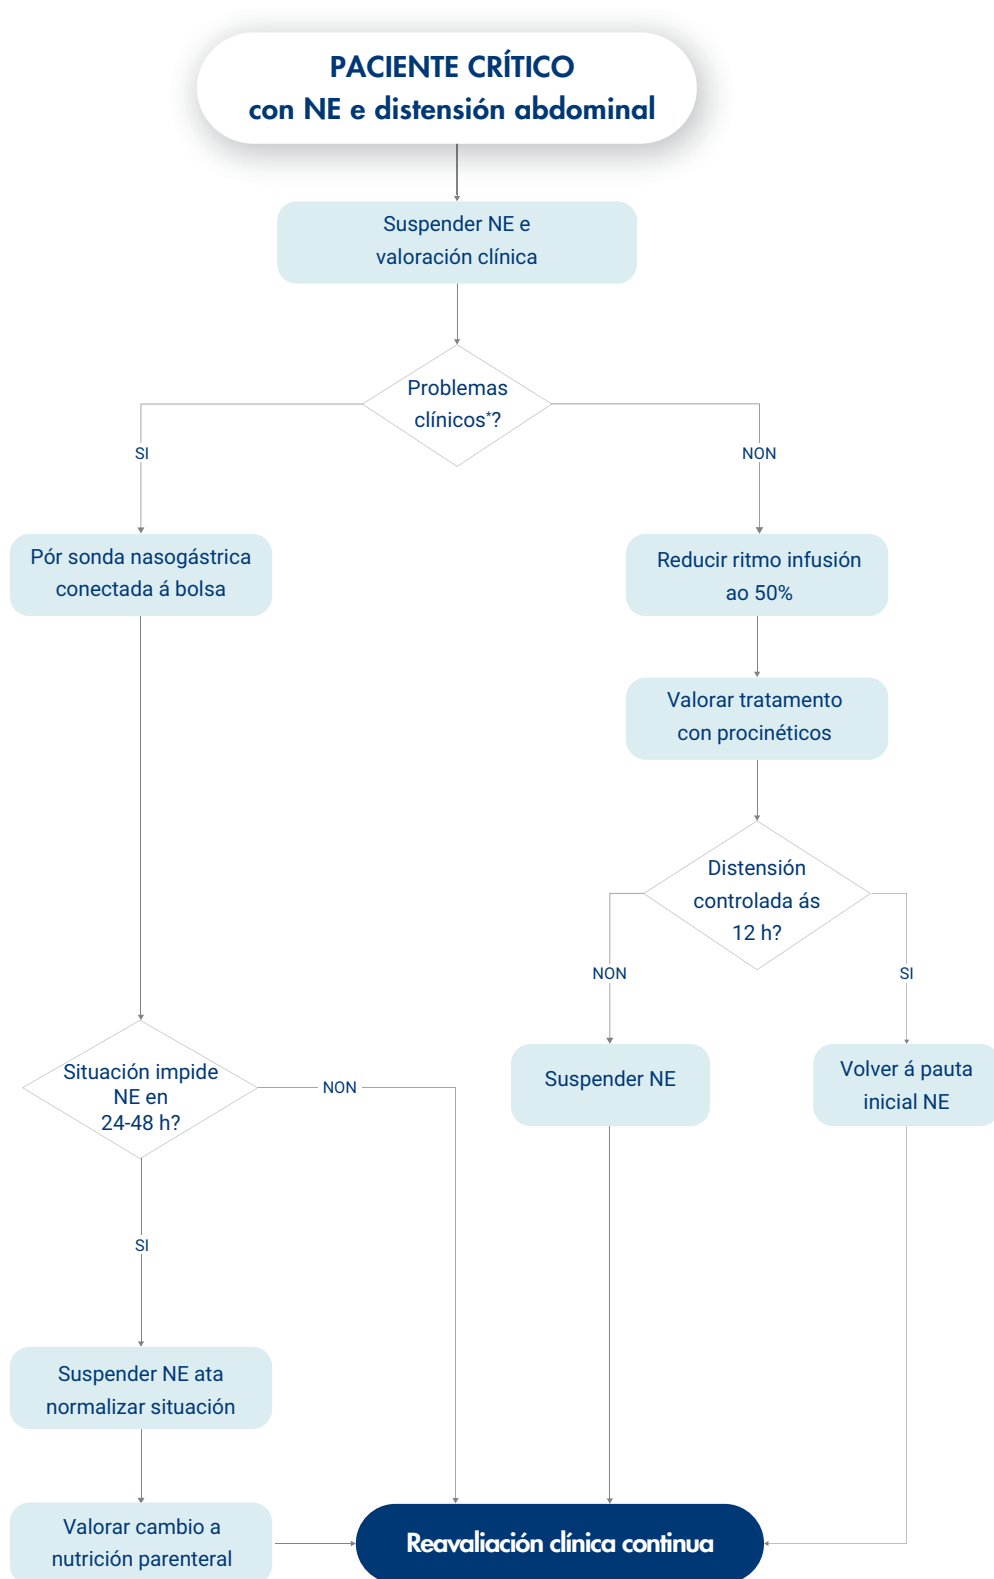 PACIENTE CRÍTICO
con NE e distensión abdominal
Suspender NE e
valoración clínica
Problemas
clínicos*?
SI
NON
Pór sonda nasogástrica
conectada á bolsa
Reducir ritmo infusión
ao 50%
Valorar tratamento
con procinéticos
Distensión
controlada ás
12 h?
NON
SI
Suspender NE
Volver á pauta
inicial NE
Situación impide
NE en
24-48 h?
NON
SI
Suspender NE ata
normalizar situación
Valorar cambio a
nutrición parenteral
Reavaliación clínica continua